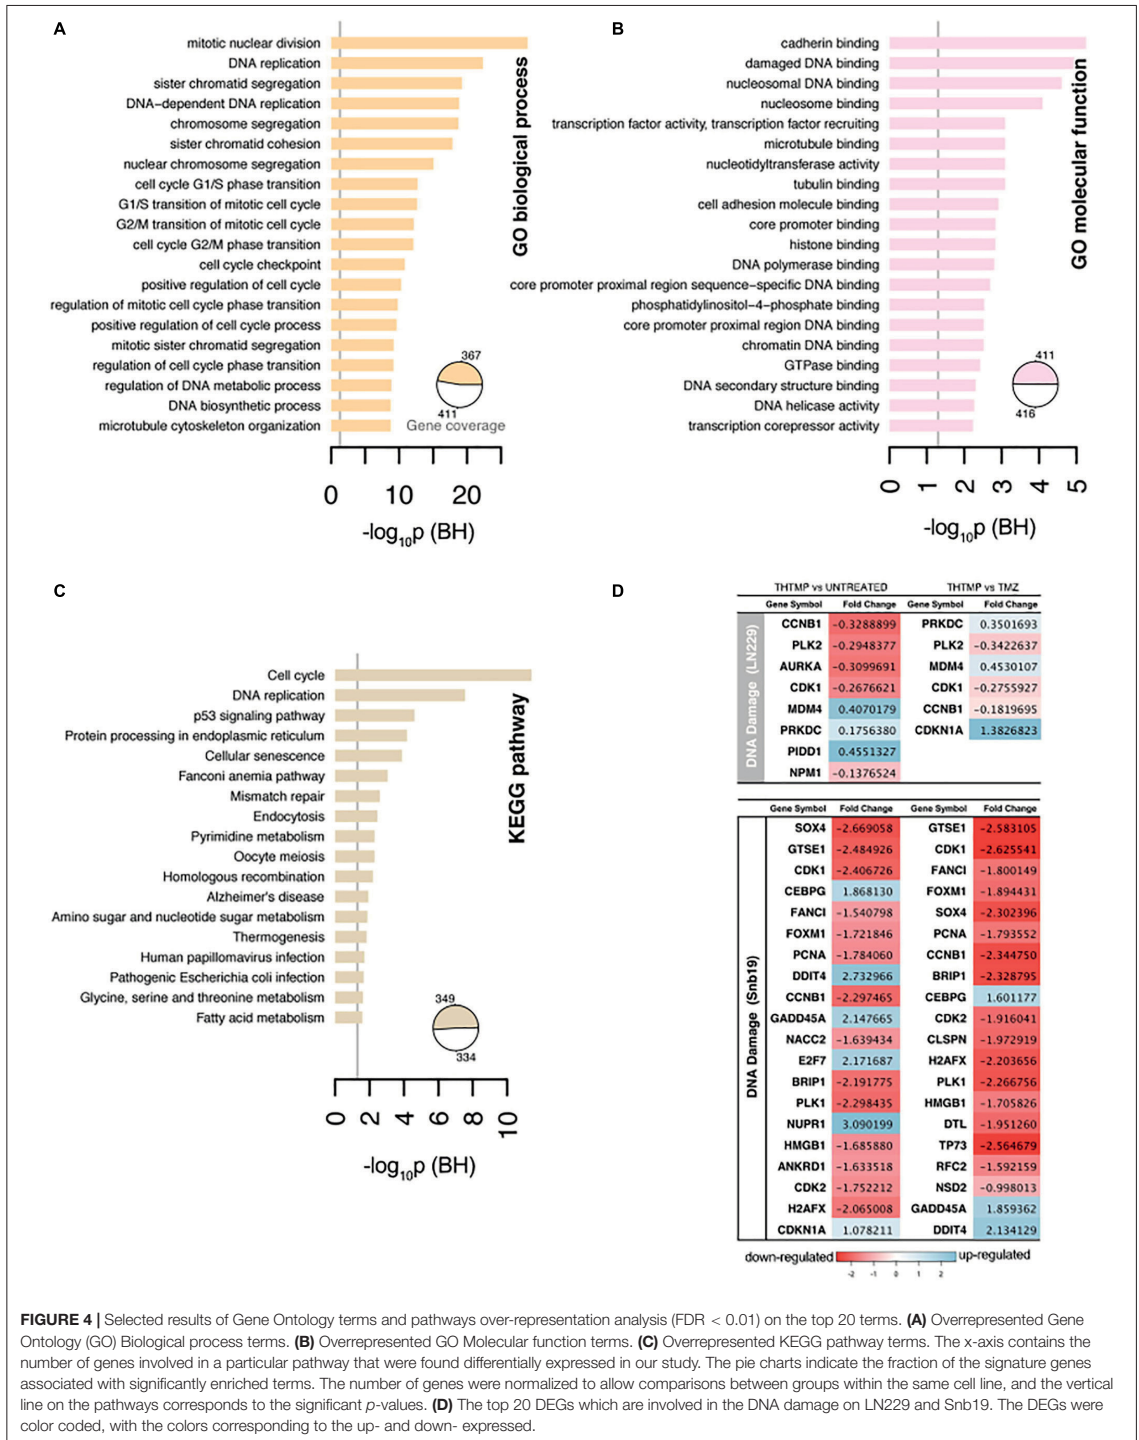 A
mitotic nuclear division
DNA replication
sister chromatid segregation
DNA−dependent DNA replication
chromosome segregation
sister chromatid cohesion
nuclear chromosome segregation
cell cycle G1/S phase transition
G1/S transition of mitotic cell cycle
G2/M transition of mitotic cell cycle
cell cycle G2/M phase transition
cell cycle checkpoint
positive regulation of cell cycle
regulation of mitotic cell cycle phase transition
positive regulation of cell cycle process
mitotic sister chromatid segregation
regulation of cell cycle phase transition
regulation of DNA metabolic process
DNA biosynthetic process
microtubule cytoskeleton organization
GO biological process
367
411
Gene coverage
0 10 20
-log10p (BH)
B
cadherin binding
damaged DNA binding
nucleosomal DNA binding
nucleosome binding
transcription factor activity, transcription factor recruiting
microtubule binding
nucleotidyltransferase activity
tubulin binding
cell adhesion molecule binding
core promoter binding
histone binding
DNA polymerase binding
core promoter proximal region sequence−specific DNA binding
phosphatidylinositol−4−phosphate binding
core promoter proximal region DNA binding
chromatin DNA binding
GTPase binding
DNA secondary structure binding
DNA helicase activity
transcription corepressor activity
GO molecular function
411
416
0 1 2 3 4 5
-log10p (BH)
C
Cell cycle
DNA replication
p53 signaling pathway
Protein processing in endoplasmic reticulum
Cellular senescence
Fanconi anemia pathway
Mismatch repair
Endocytosis
Pyrimidine metabolism
Oocyte meiosis
Homologous recombination
Alzheimer's disease
Amino sugar and nucleotide sugar metabolism
Thermogenesis
Human papillomavirus infection
Pathogenic Escherichia coli infection
Glycine, serine and threonine metabolism
Fatty acid metabolism
KEGG pathway
349
334
0 2 4 6 8 10
-log10p (BH)
D
THTMP vs UNTREATED THTMP vs TMZ
Gene Symbol Fold Change Gene Symbol Fold Change
DNA Damage (LN229)
CCNB1 -0.3288899 PRKDC 0.3501693
PLK2 -0.2948377 PLK2 -0.3422637
AURKA -0.3099691 MDM4 0.4530107
CDK1 -0.2676621 CDK1 -0.2755927
MDM4 0.4070179 CCNB1 -0.1819695
PRKDC 0.1756380 CDKN1A 1.3826823
PIDD1 0.4551327
NPM1 -0.1376524
Gene Symbol Fold Change Gene Symbol Fold Change
DNA Damage (Snb19)
SOX4 -2.669058 GTSE1 -2.583105
GTSE1 -2.484926 CDK1 -2.625541
CDK1 -2.406726 FANCI -1.800149
CEBPG 1.868130 FOXM1 -1.894431
FANCI -1.540798 SOX4 -2.302396
FOXM1 -1.721846 PCNA -1.793552
PCNA -1.784060 CCNB1 -2.344750
DDIT4 2.732966 BRIP1 -2.328795
CCNB1 -2.297465 CEBPG 1.601177
GADD45A 2.147665 CDK2 -1.916041
NACC2 -1.639434 CLSPN -1.972919
E2F7 2.171687 H2AFX -2.203656
BRIP1 -2.191775 PLK1 -2.266756
PLK1 -2.298435 HMGB1 -1.705826
NUPR1 3.090199 DTL -1.951260
HMGB1 -1.685880 TP73 -2.564679
ANKRD1 -1.633518 RFC2 -1.592159
CDK2 -1.752212 NSD2 -0.998013
H2AFX -2.065008 GADD45A 1.859362
CDKN1A 1.078211 DDIT4 2.134129
down-regulated up-regulated
-2 -1 0 1 2
FIGURE 4 | Selected results of Gene Ontology terms and pathways over-representation analysis (FDR < 0.01) on the top 20 terms. (A) Overrepresented Gene
Ontology (GO) Biological process terms. (B) Overrepresented GO Molecular function terms. (C) Overrepresented KEGG pathway terms. The x-axis contains the
number of genes involved in a particular pathway that were found differentially expressed in our study. The pie charts indicate the fraction of the signature genes
associated with significantly enriched terms. The number of genes were normalized to allow comparisons between groups within the same cell line, and the vertical
line on the pathways corresponds to the significant p-values. (D) The top 20 DEGs which are involved in the DNA damage on LN229 and Snb19. The DEGs were
color coded, with the colors corresponding to the up- and down- expressed.